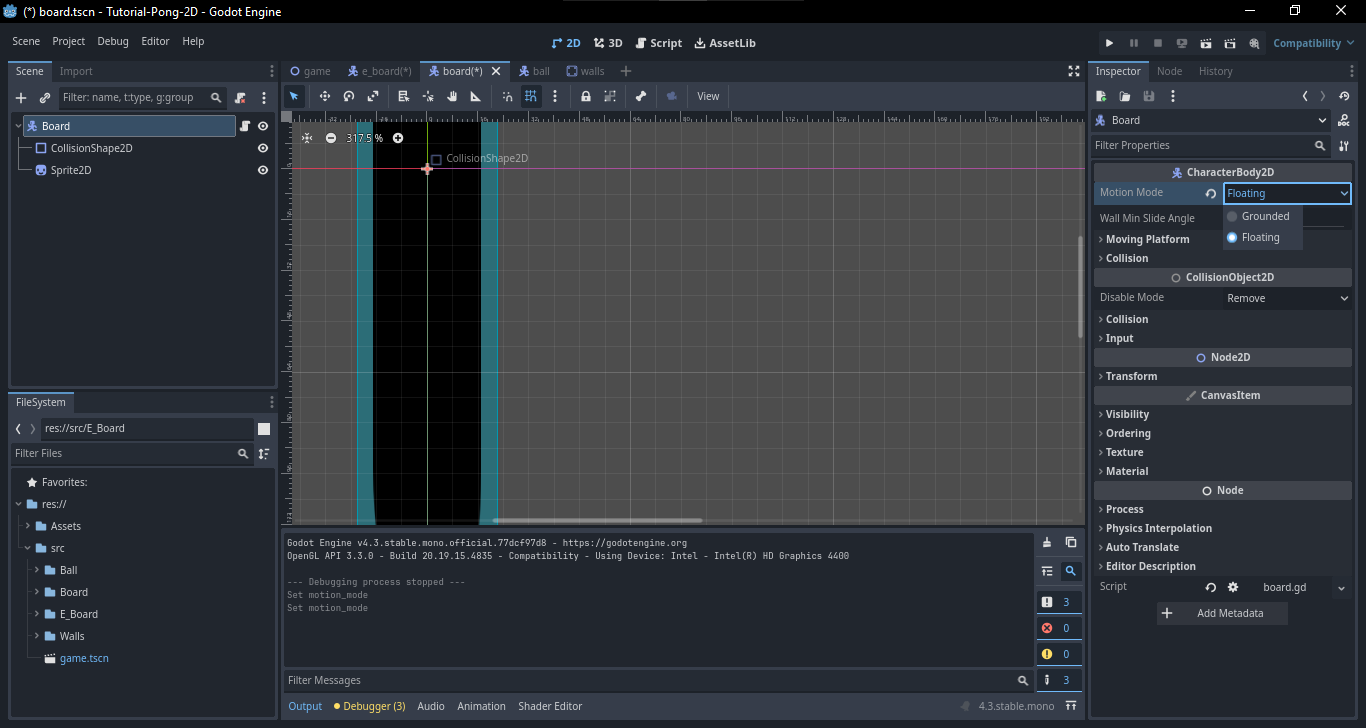 (*) board.tscn - Tutorial-Pong-2D - Godot Engine
Scene Project Debug Editor Help
2D 3D Script AssetLib
Compatibility
Scene Import
game e_board(*) board(*) ball walls
Inspector Node History
Filter: name, t:type, g:group
View
Board
CollisionShape2D
Sprite2D
317.5 %
CollisionShape2D
Board
Filter Properties
CharacterBody2D
Motion Mode Floating
Grounded
Floating
Wall Min Slide Angle
Moving Platform
Collision
CollisionObject2D
Disable Mode Remove
Collision
Input
Node2D
Transform
CanvasItem
Visibility
Ordering
Texture
Material
Node
Process
Physics Interpolation
Auto Translate
Editor Description
Script board.gd
Add Metadata
FileSystem
res://src/E_Board
Filter Files
Favorites:
res://
Assets
src
Ball
Board
E_Board
Walls
game.tscn
Godot Engine v4.3.stable.mono.official.77dcf97d8 - https://godotengine.org
OpenGL API 3.3.0 - Build 20.19.15.4835 - Compatibility - Using Device: Intel - Intel(R) HD Graphics 4400
--- Debugging process stopped ---
Set motion_mode
Set motion_mode
3
0
0
3
Filter Messages
Output Debugger (3) Audio Animation Shader Editor
4.3.stable.mono